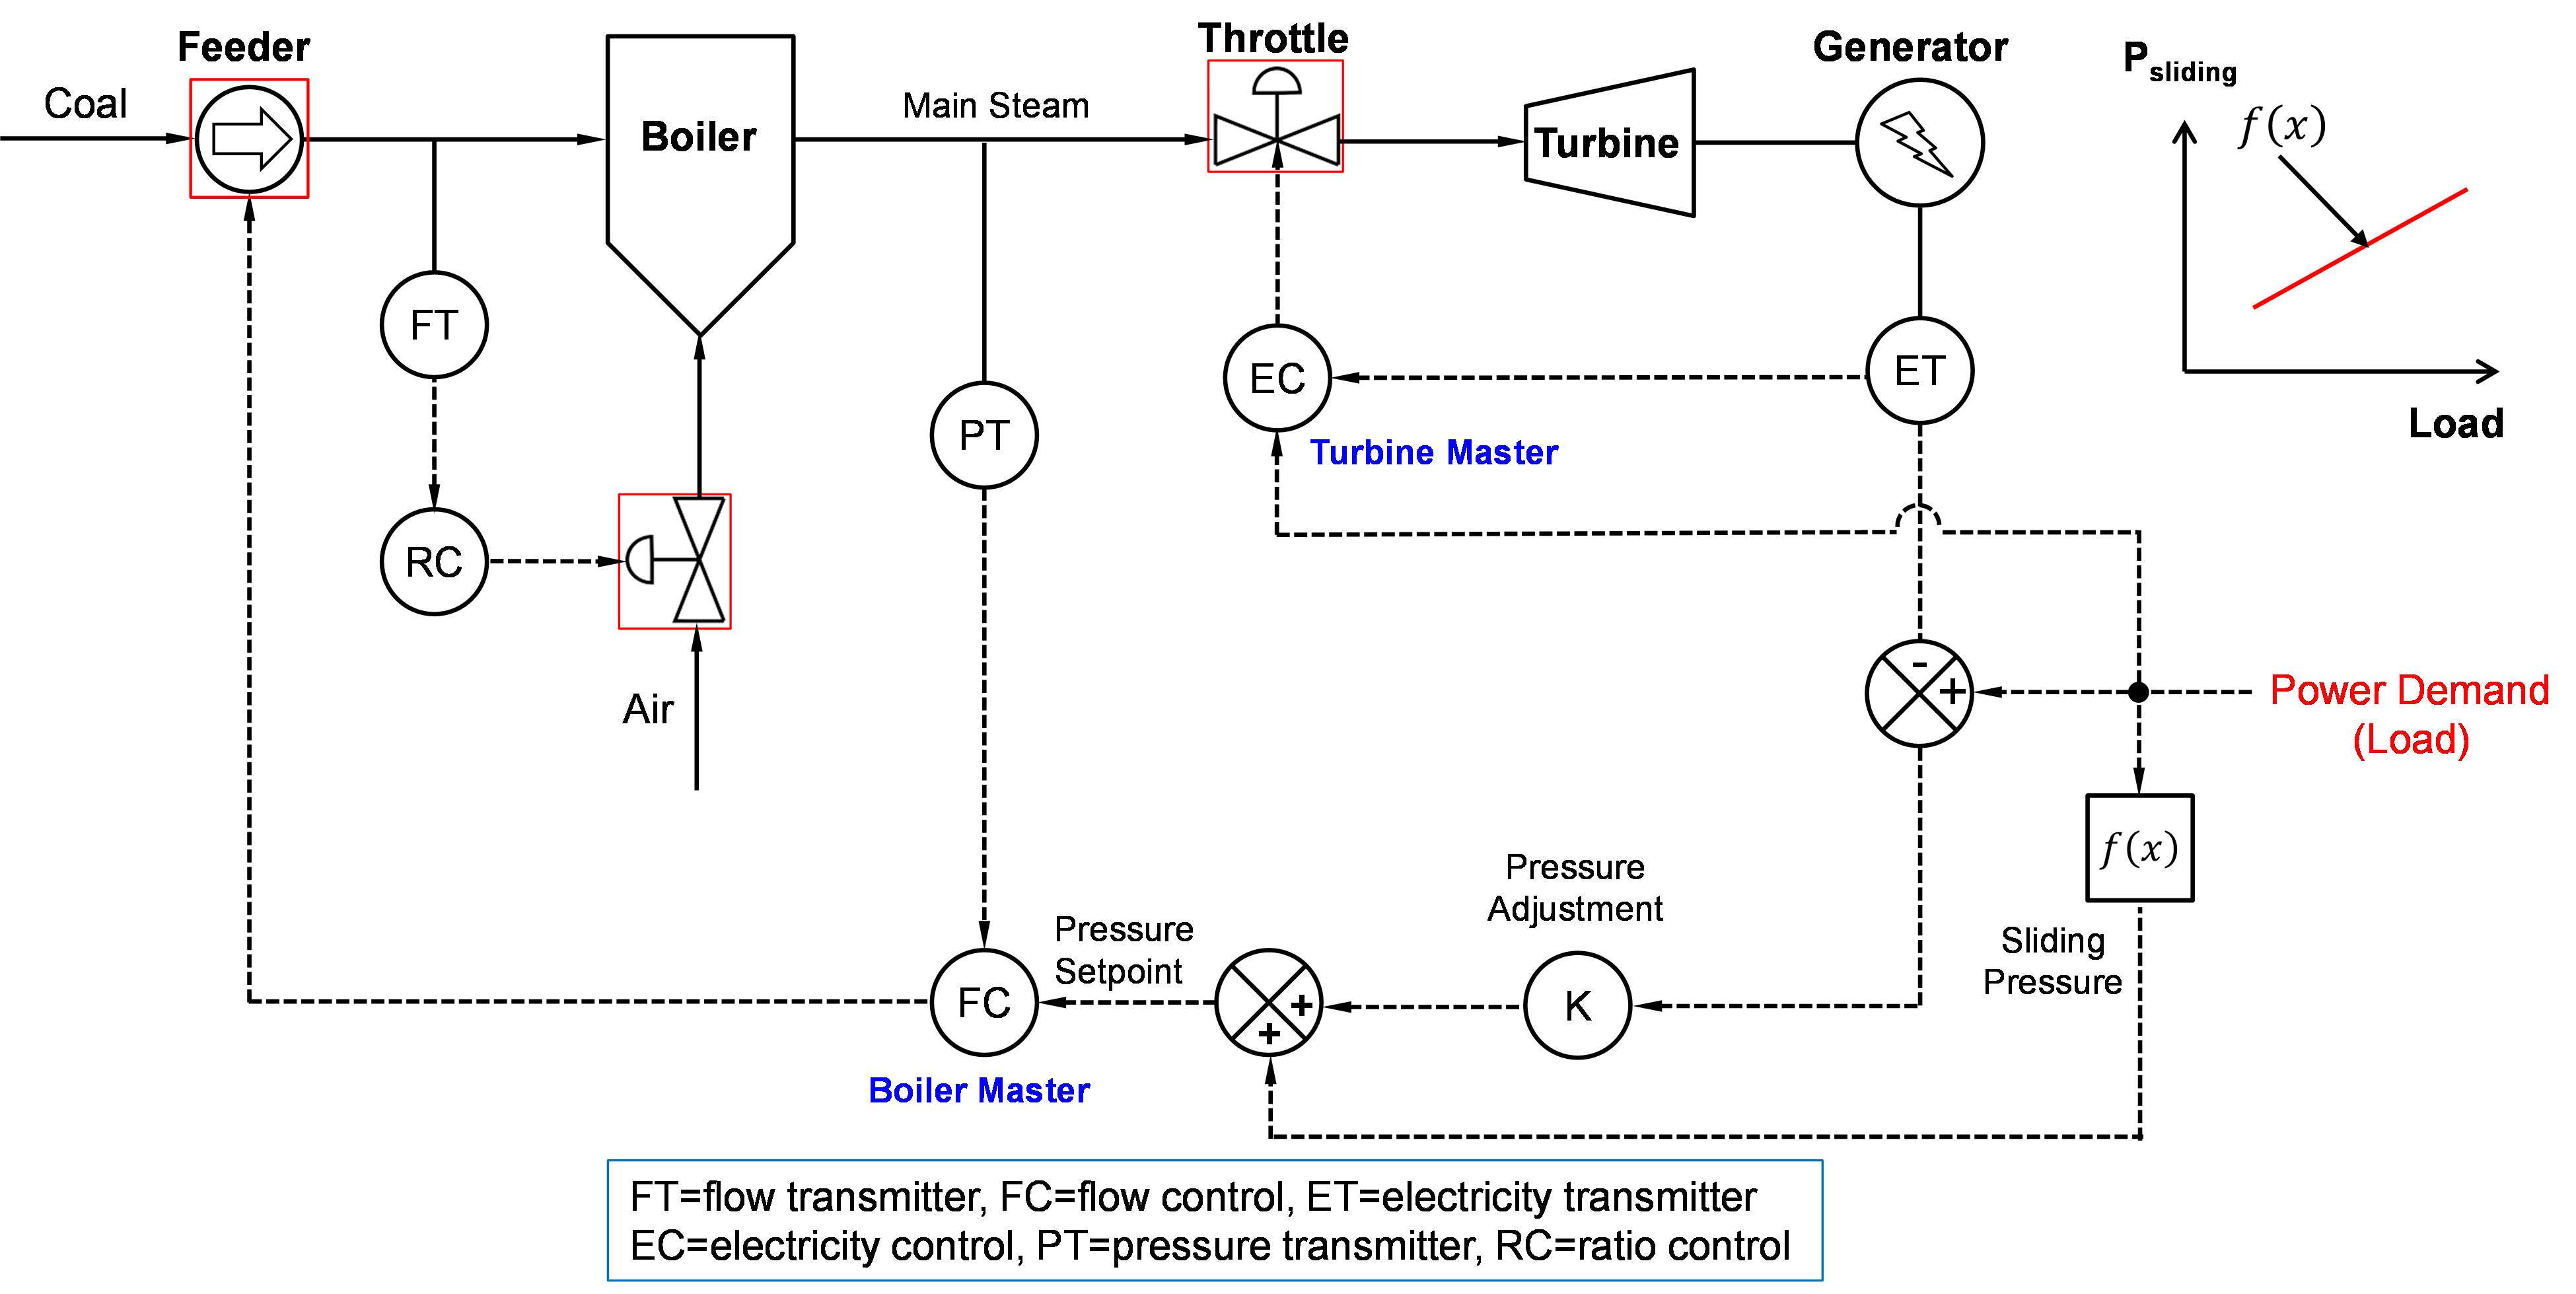 Feeder
Throttle
Generator
P sliding
Coal
Main Steam
f(x)
Boiler
Turbine
FT
PT
EC
ET
Turbine Master
Load
RC
-
+
Power Demand
(Load)
Air
f(x)
Pressure
Adjustment
Pressure
Setpoint
Sliding
Pressure
FC
+
+
K
Boiler Master
FT=flow transmitter, FC=flow control, ET=electricity transmitter
EC=electricity control, PT=pressure transmitter, RC=ratio control